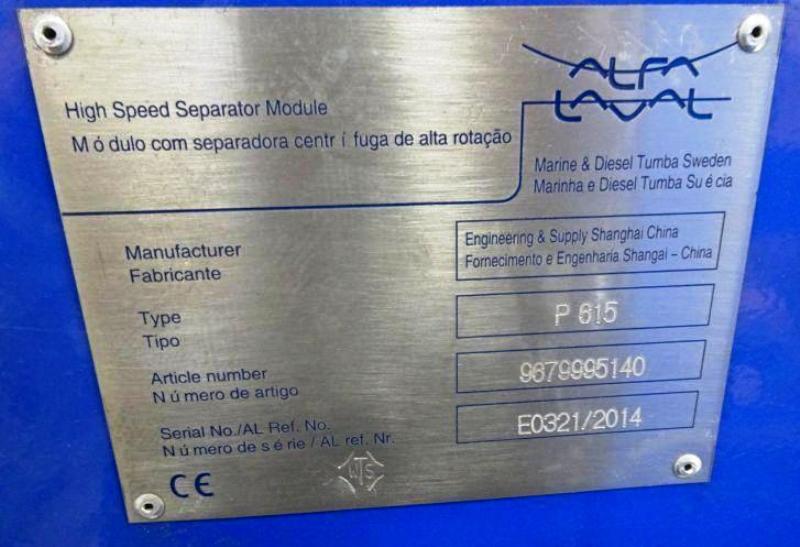 ALFA
LAVAL
High Speed Separator Module
M ó dulo com separadora centr í fuga de alta rotação
Marine & Diesel Tumba Sweden
Marinha e Diesel Tumba Su é cia
Manufacturer
Fabricante
Engineering & Supply Shanghai China
Fornecimento e Engenharia Shangai – China
Type
Tipo
P 615
Article number
N ú mero de artigo
9679995140
Serial No./AL Ref. No.
N ú mero de s é rie / AL ref. Nr.
E0321/2014
CE
WTS